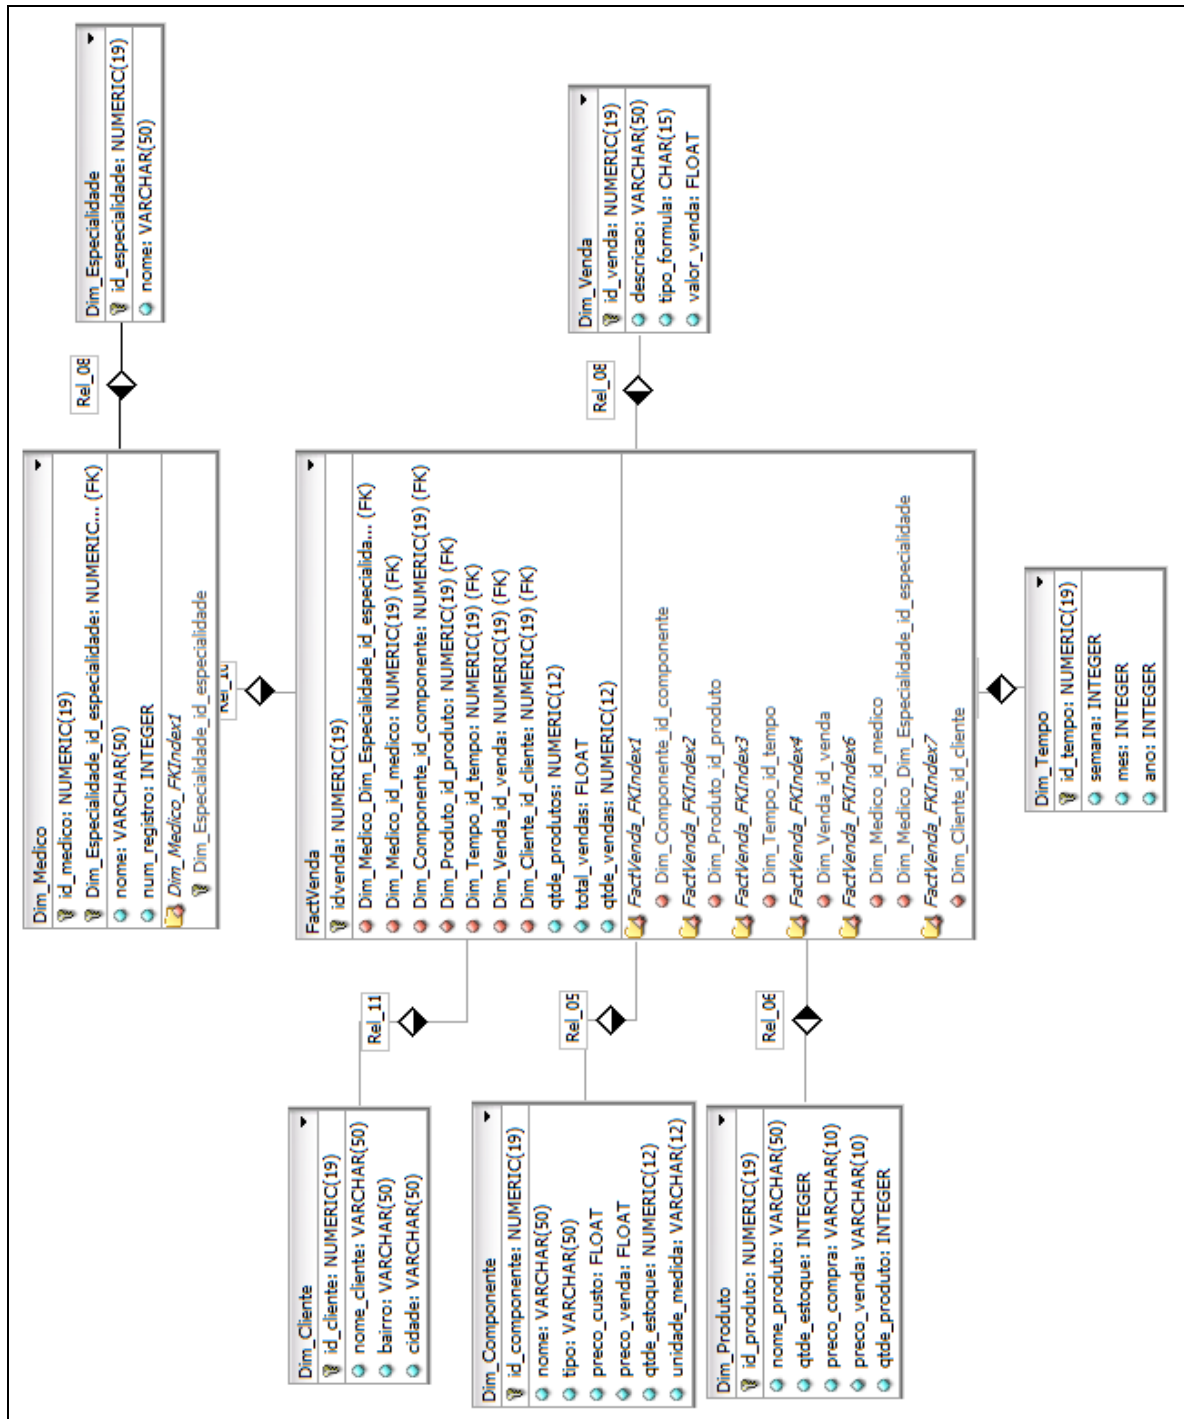 Dim_Medico
id_medico: NUMERIC(19)
Dim_Especialidade_id_especialidade: NUMERIC... (FK)
nome: VARCHAR(50)
num_registro: INTEGER
Dim_Medico_FKIndex1
Dim_Especialidade_id_especialidade
Rel_08
Dim_Especialidade
id_especialidade: NUMERIC(19)
nome: VARCHAR(50)
Dim_Cliente
id_cliente: NUMERIC(19)
nome_cliente: VARCHAR(50)
bairro: VARCHAR(50)
cidade: VARCHAR(50)
Rel_11
Rel_10
FactVenda
idvenda: NUMERIC(19)
Dim_Medico_Dim_Especialidade_id_especialida... (FK)
Dim_Medico_id_medico: NUMERIC(19) (FK)
Dim_Componente_id_componente: NUMERIC(19) (FK)
Dim_Produto_id_produto: NUMERIC(19) (FK)
Dim_Tempo_id_tempo: NUMERIC(19) (FK)
Dim_Venda_id_venda: NUMERIC(19) (FK)
Dim_Cliente_id_cliente: NUMERIC(19) (FK)
qtde_produtos: NUMERIC(12)
total_vendas: FLOAT
qtde_vendas: NUMERIC(12)
FactVenda_FKIndex1
Dim_Componente_id_componente
FactVenda_FKIndex2
Dim_Produto_id_produto
FactVenda_FKIndex3
Dim_Tempo_id_tempo
FactVenda_FKIndex4
Dim_Venda_id_venda
FactVenda_FKIndex6
Dim_Medico_id_medico
Dim_Medico_Dim_Especialidade_id_especialidade
FactVenda_FKIndex7
Dim_Cliente_id_cliente
Rel_08
Dim_Venda
id_venda: NUMERIC(19)
descricao: VARCHAR(50)
tipo_formula: CHAR(15)
valor_venda: FLOAT
Dim_Componente
id_componente: NUMERIC(19)
nome: VARCHAR(50)
tipo: VARCHAR(50)
preco_custo: FLOAT
preco_venda: FLOAT
qtde_estoque: NUMERIC(12)
unidade_medida: VARCHAR(12)
Rel_05
Dim_Produto
id_produto: NUMERIC(19)
nome_produto: VARCHAR(50)
qtde_estoque: INTEGER
preco_compra: VARCHAR(10)
preco_venda: VARCHAR(10)
qtde_produto: INTEGER
Rel_06
Dim_Tempo
id_tempo: NUMERIC(19)
semana: INTEGER
mes: INTEGER
ano: INTEGER